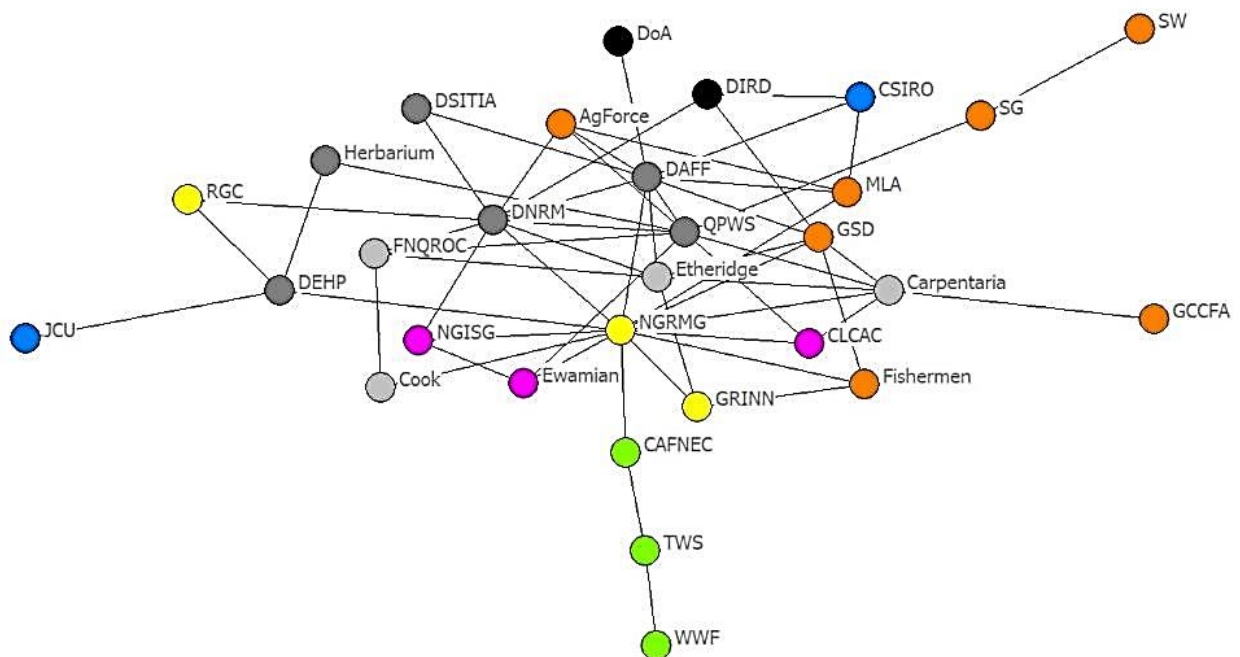 DoA
SW
DIRD
CSIRO
DSITIA
AgForce
SG
Herbarium
DAFF
MLA
RGC
DNRM
QPWS
GSD
FNQROC
Etheridge
DEHP
Carpentaria
GCCFA
JCU
NGISG
NGRMG
CLCAC
Cook
Ewamian
Fishermen
GRINN
CAFNEC
TWS
WWF